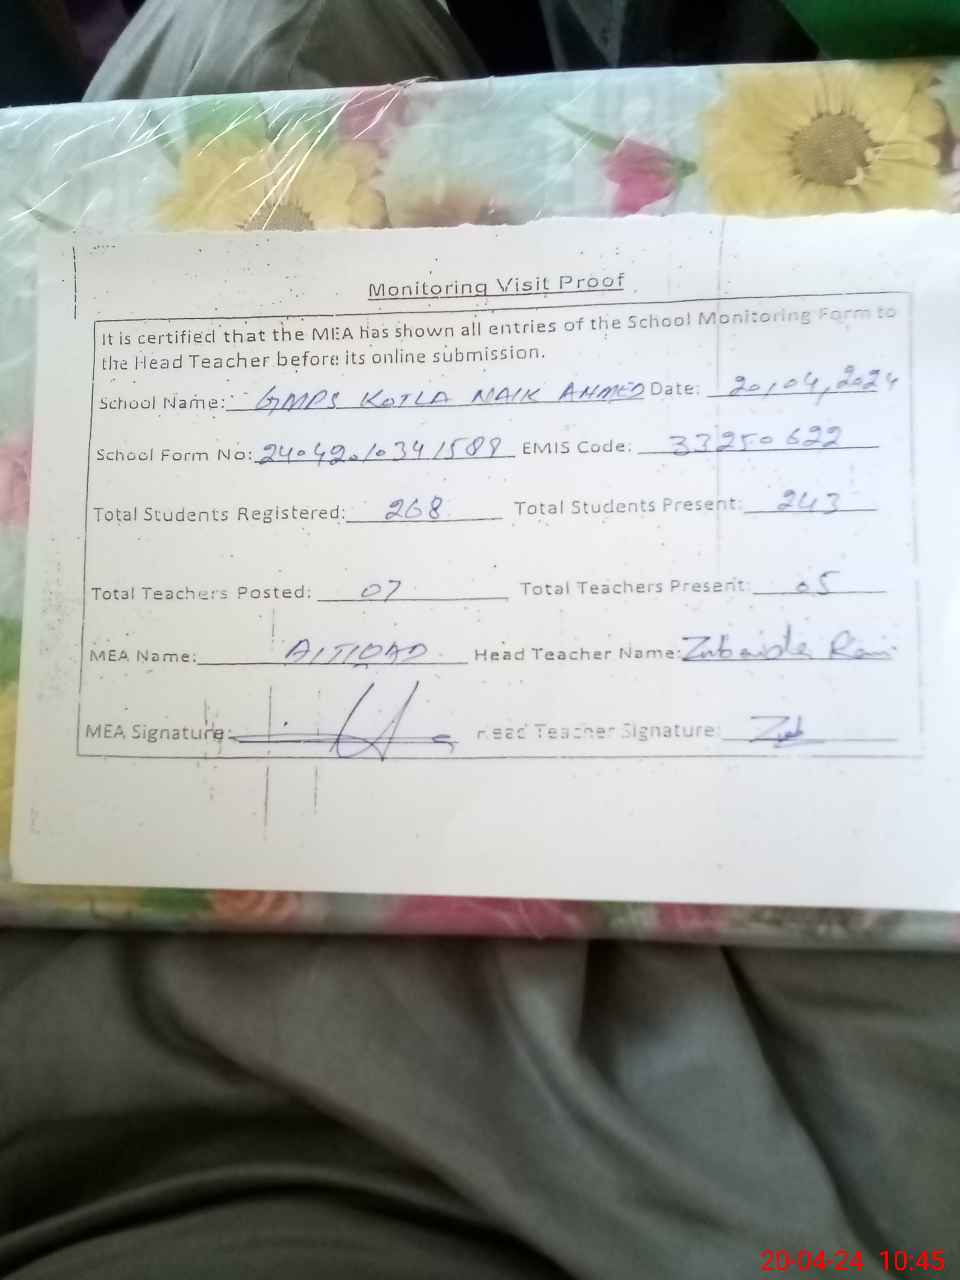 Monitoring Visit Proof
It is certified that the MEA has shown all entries of the School Monitoring Form to
the Head Teacher before its online submission.
School Name: GMPS KOTLA NAIK AHMED Date: 20,04,2024
School Form No: EMIS Code: 33250622
Total Students Registered: 268 Total Students Present: 243
Total Teachers Posted: 07 Total Teachers Present: 05
MEA Name: Head Teacher Name: Zubaida
MEA Signature: Head Teacher Signature: Zub
20-04-24 10:45